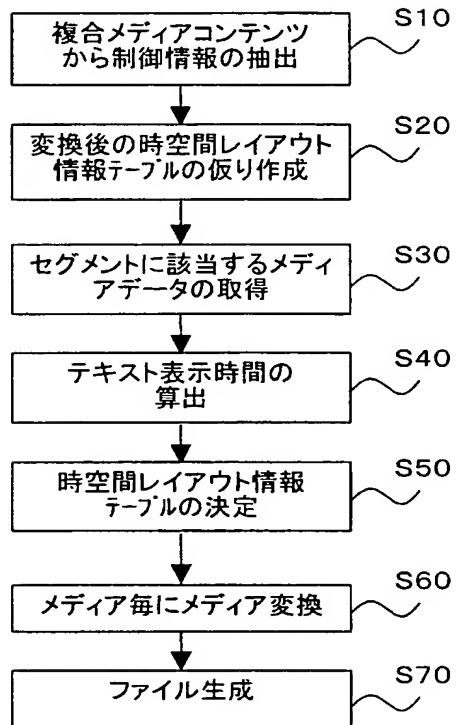 複合メディアコンテンツ
から制御情報の抽出
S10
変換後の時空間レイアウト
情報テーブルの仮り作成
S20
セグメントに該当するメディ
アデータの取得
S30
テキスト表示時間の
算出
S40
時空間レイアウト情報
テーブルの決定
S50
メディア毎にメディア変換
S60
ファイル生成
S70